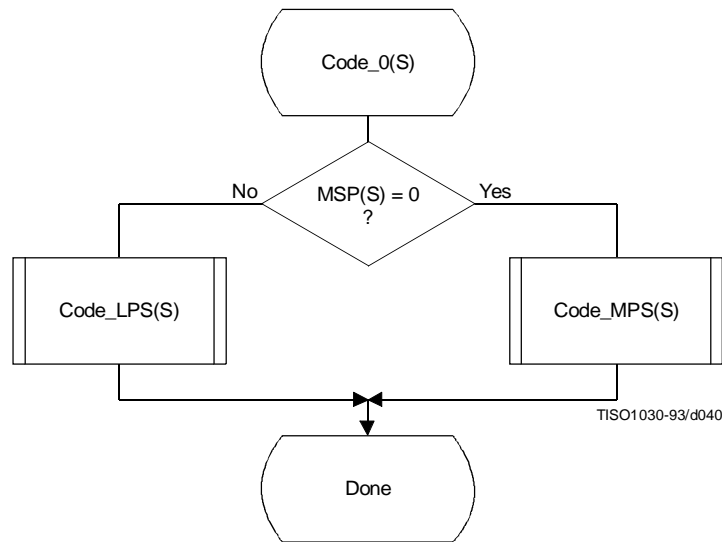 Code_0(S)
MSP(S) = 0
?
No
Yes
Code_LPS(S)
Code_MPS(S)
TISO1030-93/d040
Done